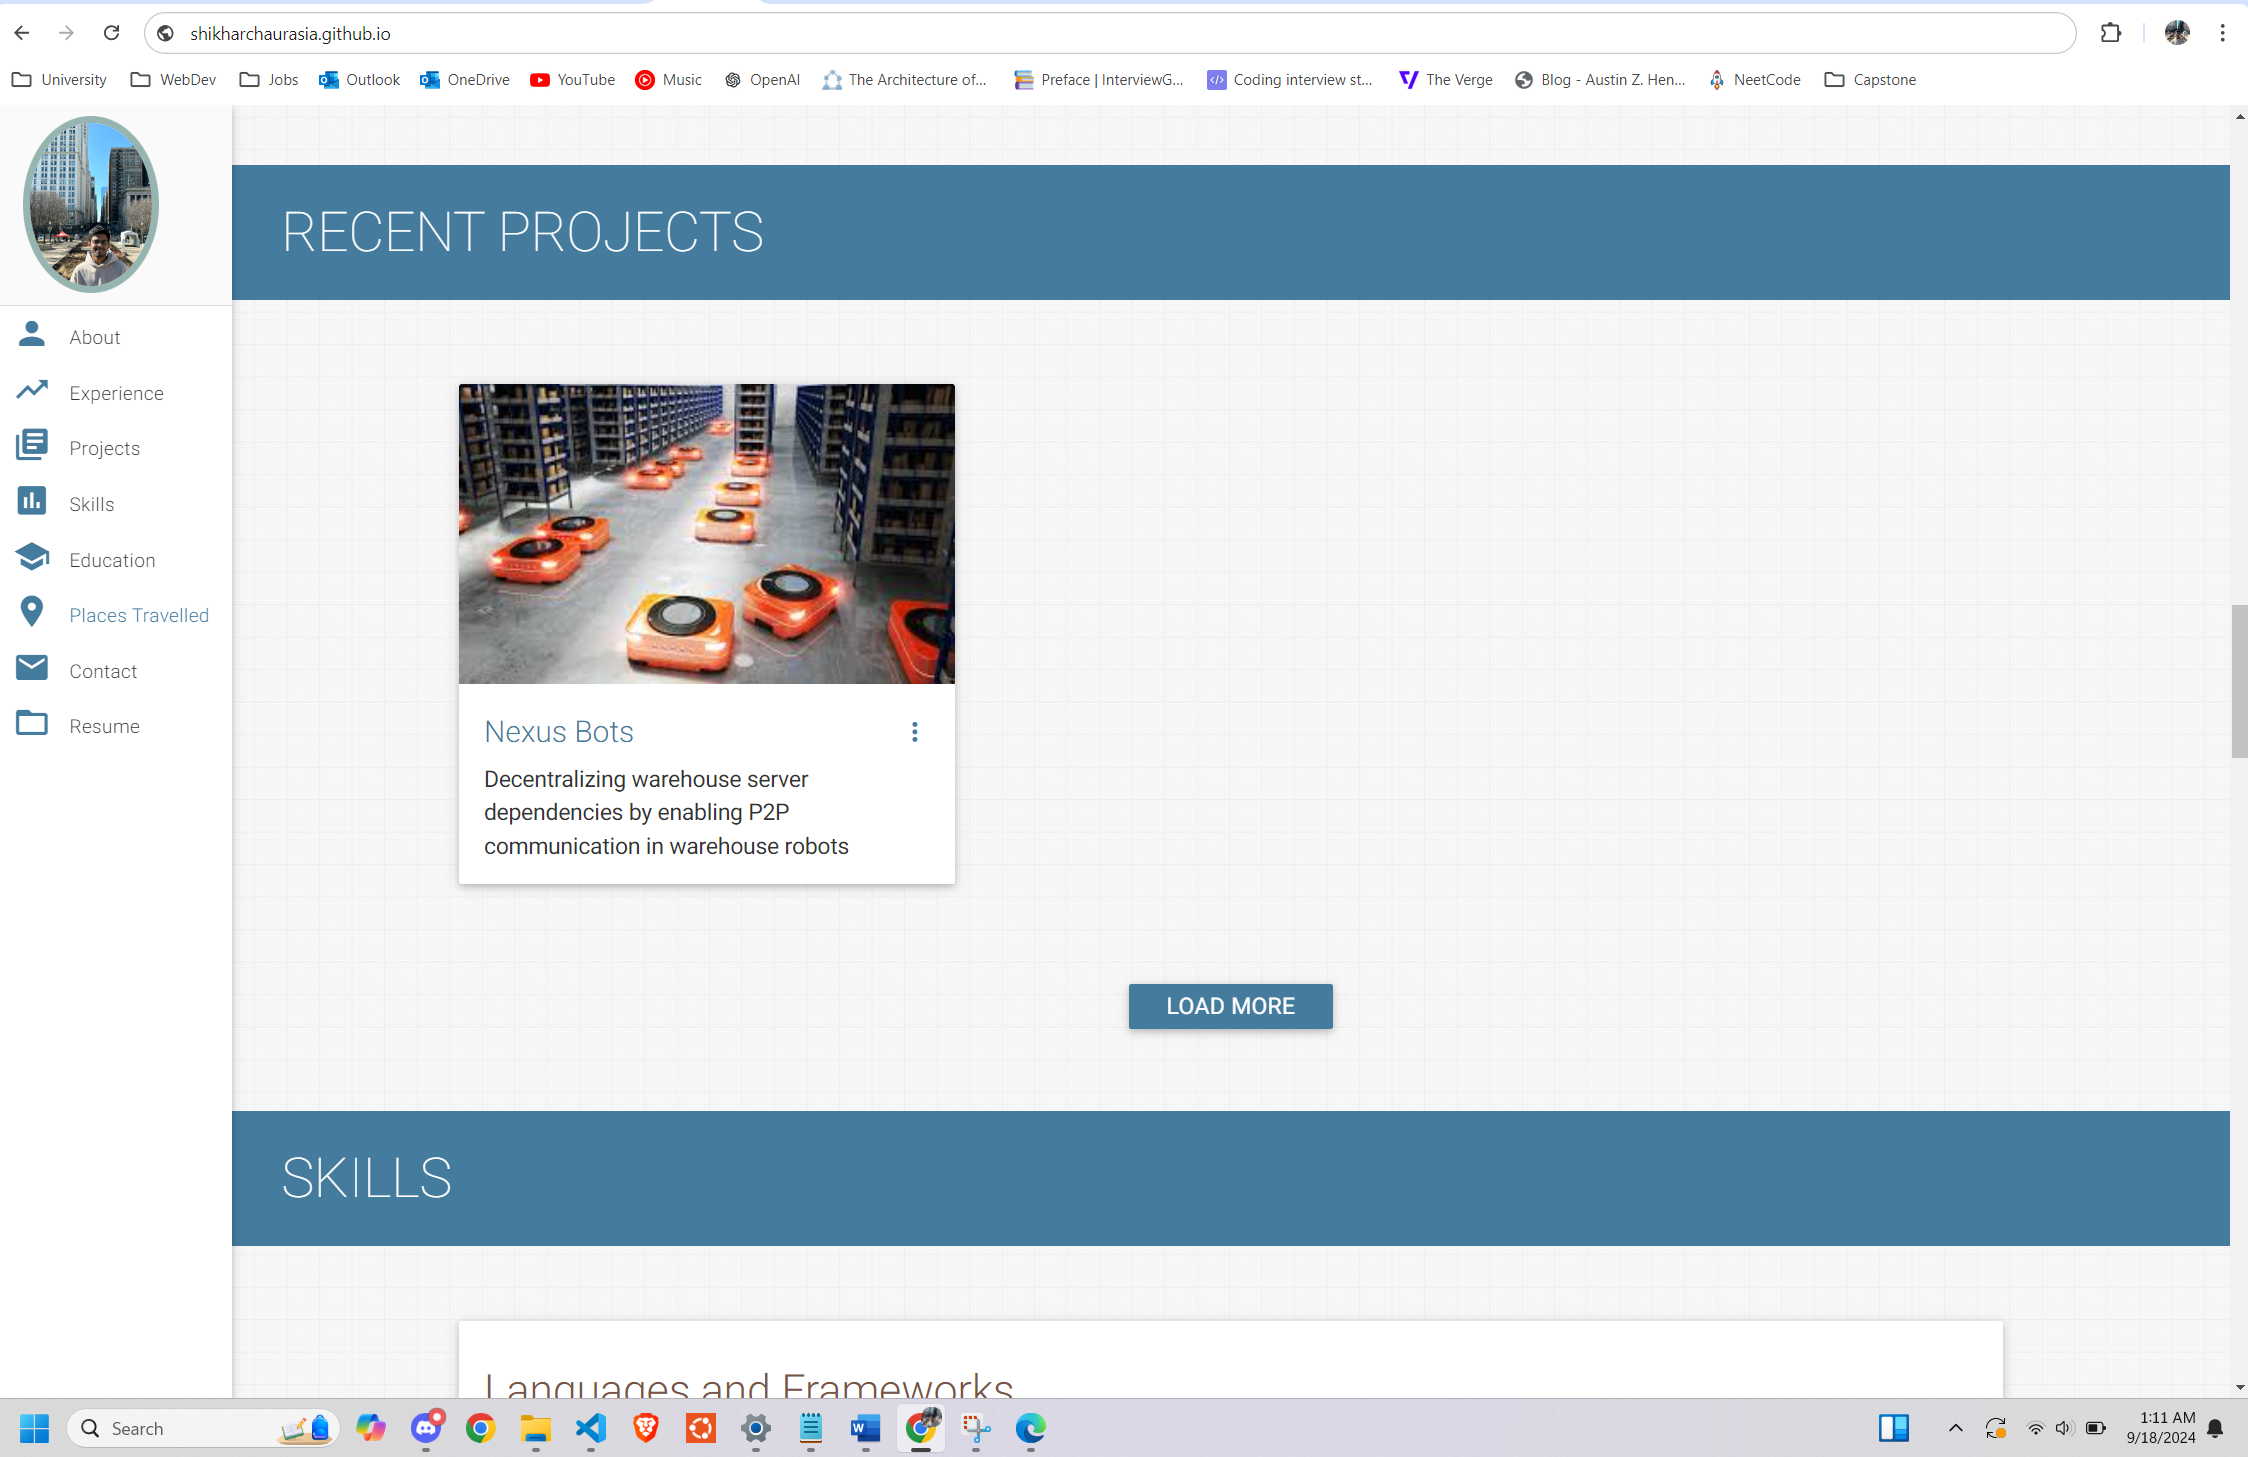 shikharchaurasia.github.io
University WebDev Jobs Outlook OneDrive YouTube Music OpenAI The Architecture of... Preface | InterviewG... Coding interview st... The Verge Blog - Austin Z. Hen... NeetCode Capstone
RECENT PROJECTS
About
Experience
Projects
Skills
Education
Places Travelled
Contact
Resume
Nexus Bots
Decentralizing warehouse server
dependencies by enabling P2P
communication in warehouse robots
LOAD MORE
SKILLS
Languages and Frameworks
Search
1:11 AM
9/18/2024